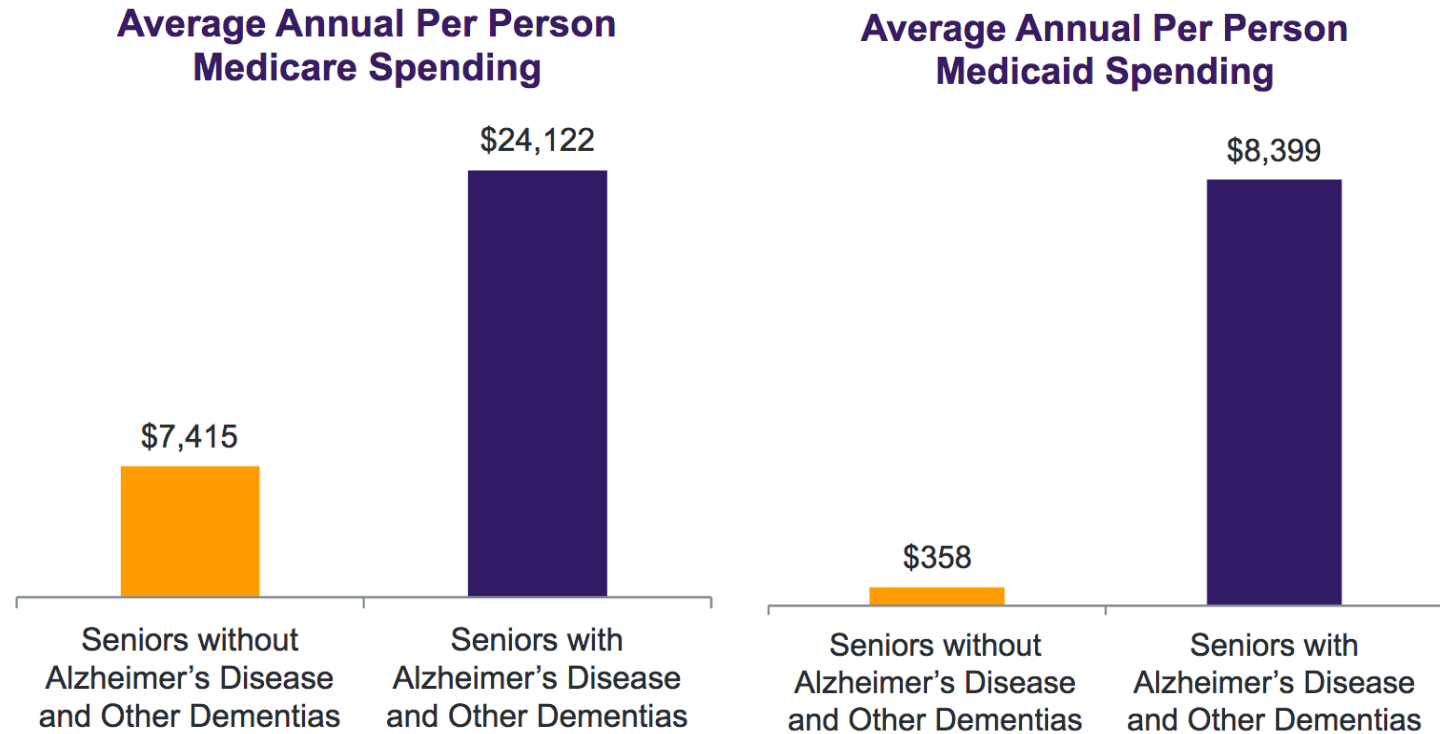 Average Annual Per Person
Medicare Spending
$24,122
$7,415
Seniors without
Alzheimer’s Disease
and Other Dementias
Seniors with
Alzheimer’s Disease
and Other Dementias
Average Annual Per Person
Medicaid Spending
$8,399
$358
Seniors without
Alzheimer’s Disease
and Other Dementias
Seniors with
Alzheimer’s Disease
and Other Dementias